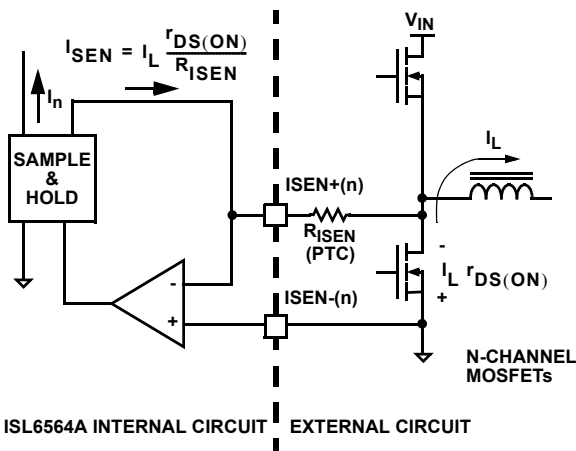 I_SEN = I_L r_DS(ON) / R_ISEN
I_n
SAMPLE
&
HOLD
V_IN
I_L
ISEN+(n)
R_ISEN
(PTC)
-
I_L r_DS(ON)
+
-
+
ISEN-(n)
N-CHANNEL
MOSFETs
ISL6564A INTERNAL CIRCUIT
EXTERNAL CIRCUIT